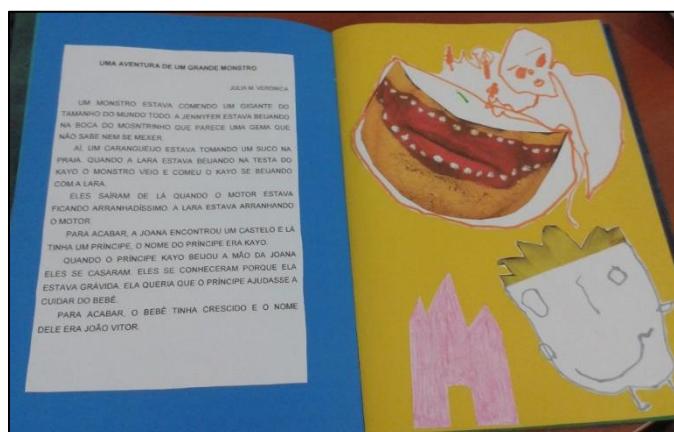 UMA AVENTURA DE UM GRANDE MONSTRO
JULIA M. VERÔNICA
UM MONSTRO ESTAVA COMENDO UM GIGANTE DO
TAMANHO DO MUNDO TODO. A JENNYFER ESTAVA BEIJANDO
NA BOCA DO MOSNTRINHO QUE PARECE UMA GEMA QUE
NÃO SABE NEM SE MEXER.
AÍ, UM CARANGUEIJO ESTAVA TOMANDO UM SUCO NA
PRAIA. QUANDO A LARA ESTAVA BEIJANDO NA TESTA DO
KAYO O MONSTRO VEIO E COMEU O KAYO SE BEIJANDO
COM A LARA.
ELES SAÍRAM DE LÁ QUANDO O MOTOR ESTAVA
FICANDO ARRANHADÍSSIMO. A LARA ESTAVA ARRANHANDO
O MOTOR.
PARA ACABAR, A JOANA ENCONTROU UM CASTELO E LÁ
TINHA UM PRÍNCIPE, O NOME DO PRÍNCIPE ERA KAYO.
QUANDO O PRÍNCIPE KAYO BEIJOU A MÃO DA JOANA
ELES SE CASARAM. ELES SE CONHECERAM PORQUE ELA
ESTAVA GRÁVIDA. ELA QUERIA QUE O PRÍNCIPE AJUDASSE A
CUIDAR DO BEBÊ.
PARA ACABAR, O BEBÊ TINHA CRESCIDO E O NOME
DELE ERA JOÃO VITOR.